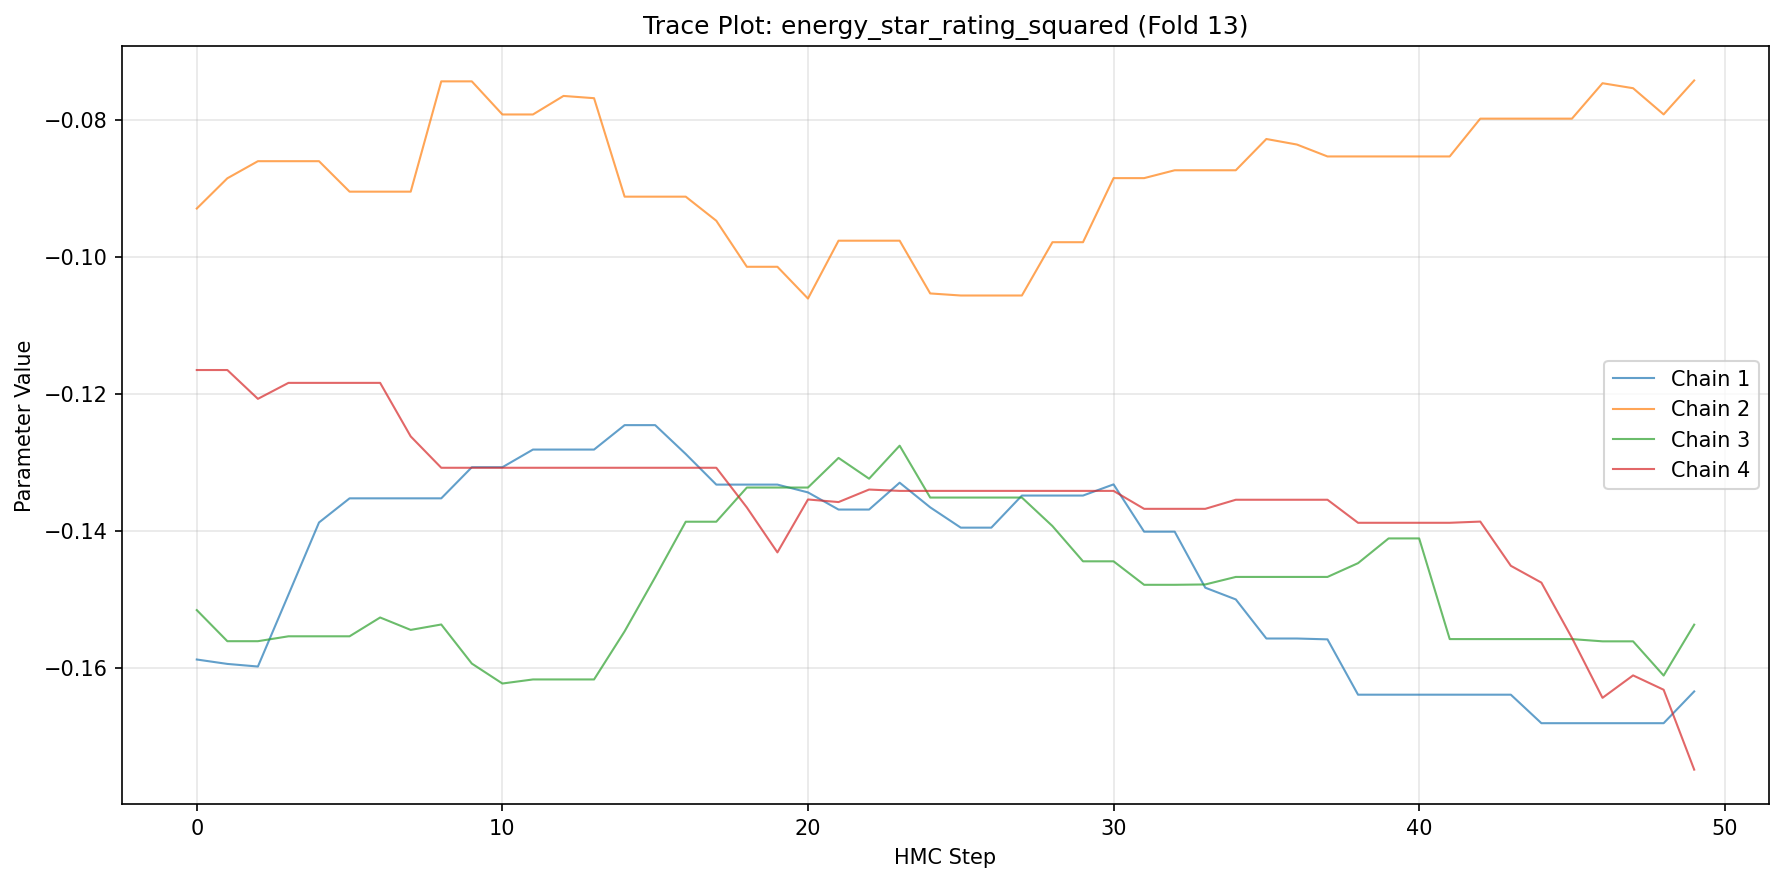 Trace Plot: energy_star_rating_squared (Fold 13)
−0.08
−0.10
−0.12
−0.14
−0.16
Parameter Value
Chain 1
Chain 2
Chain 3
Chain 4
0 10 20 30 40 50
HMC Step